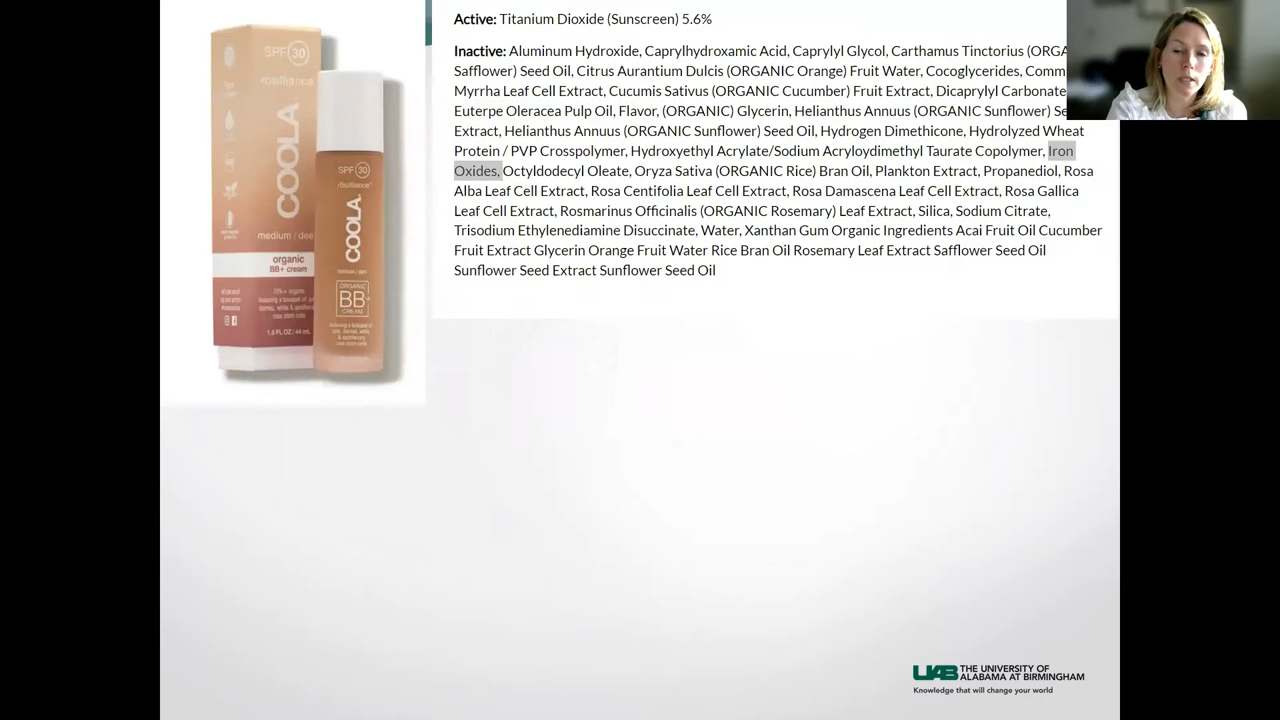 Active: Titanium Dioxide (Sunscreen) 5.6%
Inactive: Aluminum Hydroxide, Caprylhydroxamic Acid, Caprylyl Glycol, Carthamus Tinctorius (ORGA
Safflower) Seed Oil, Citrus Aurantium Dulcis (ORGANIC Orange) Fruit Water, Cocoglycerides, Comm
Myrrha Leaf Cell Extract, Cucumis Sativus (ORGANIC Cucumber) Fruit Extract, Dicaprylyl Carbonate
Euterpe Oleracea Pulp Oil, Flavor, (ORGANIC) Glycerin, Helianthus Annuus (ORGANIC Sunflower) Se
Extract, Helianthus Annuus (ORGANIC Sunflower) Seed Oil, Hydrogen Dimethicone, Hydrolyzed Wheat
Protein / PVP Crosspolymer, Hydroxyethyl Acrylate/Sodium Acryloydimethyl Taurate Copolymer, Iron
Oxides, Octyldodecyl Oleate, Oryza Sativa (ORGANIC Rice) Bran Oil, Plankton Extract, Propanediol, Rosa
Alba Leaf Cell Extract, Rosa Centifolia Leaf Cell Extract, Rosa Damascena Leaf Cell Extract, Rosa Gallica
Leaf Cell Extract, Rosmarinus Officinalis (ORGANIC Rosemary) Leaf Extract, Silica, Sodium Citrate,
Trisodium Ethylenediamine Disuccinate, Water, Xanthan Gum Organic Ingredients Acai Fruit Oil Cucumber
Fruit Extract Glycerin Orange Fruit Water Rice Bran Oil Rosemary Leaf Extract Safflower Seed Oil
Sunflower Seed Extract Sunflower Seed Oil
SPF 30
rōsilliance
COOLA
medium / dee
organic
BB+ cream
70%+ organic
1.5 FL OZ / 44 mL
SPF 30
rōsilliance
COOLA.
ORGANIC
BB+
CREAM
UAB THE UNIVERSITY OF
ALABAMA AT BIRMINGHAM
Knowledge that will change your world